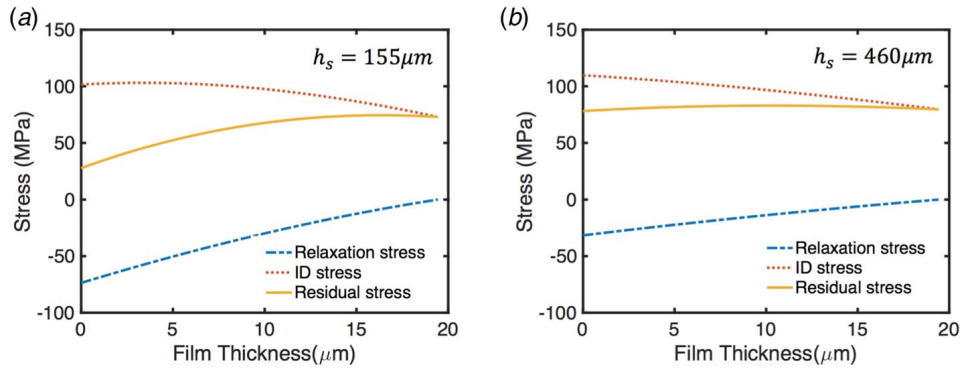 (a)
150
100
50
0
-50
-100
Stress (MPa)
h_s = 155μm
Relaxation stress
ID stress
Residual stress
0 5 10 15 20
Film Thickness(μm)
(b)
150
100
50
0
-50
-100
Stress (MPa)
h_s = 460μm
Relaxation stress
ID stress
Residual stress
0 5 10 15 20
Film Thickness(μm)